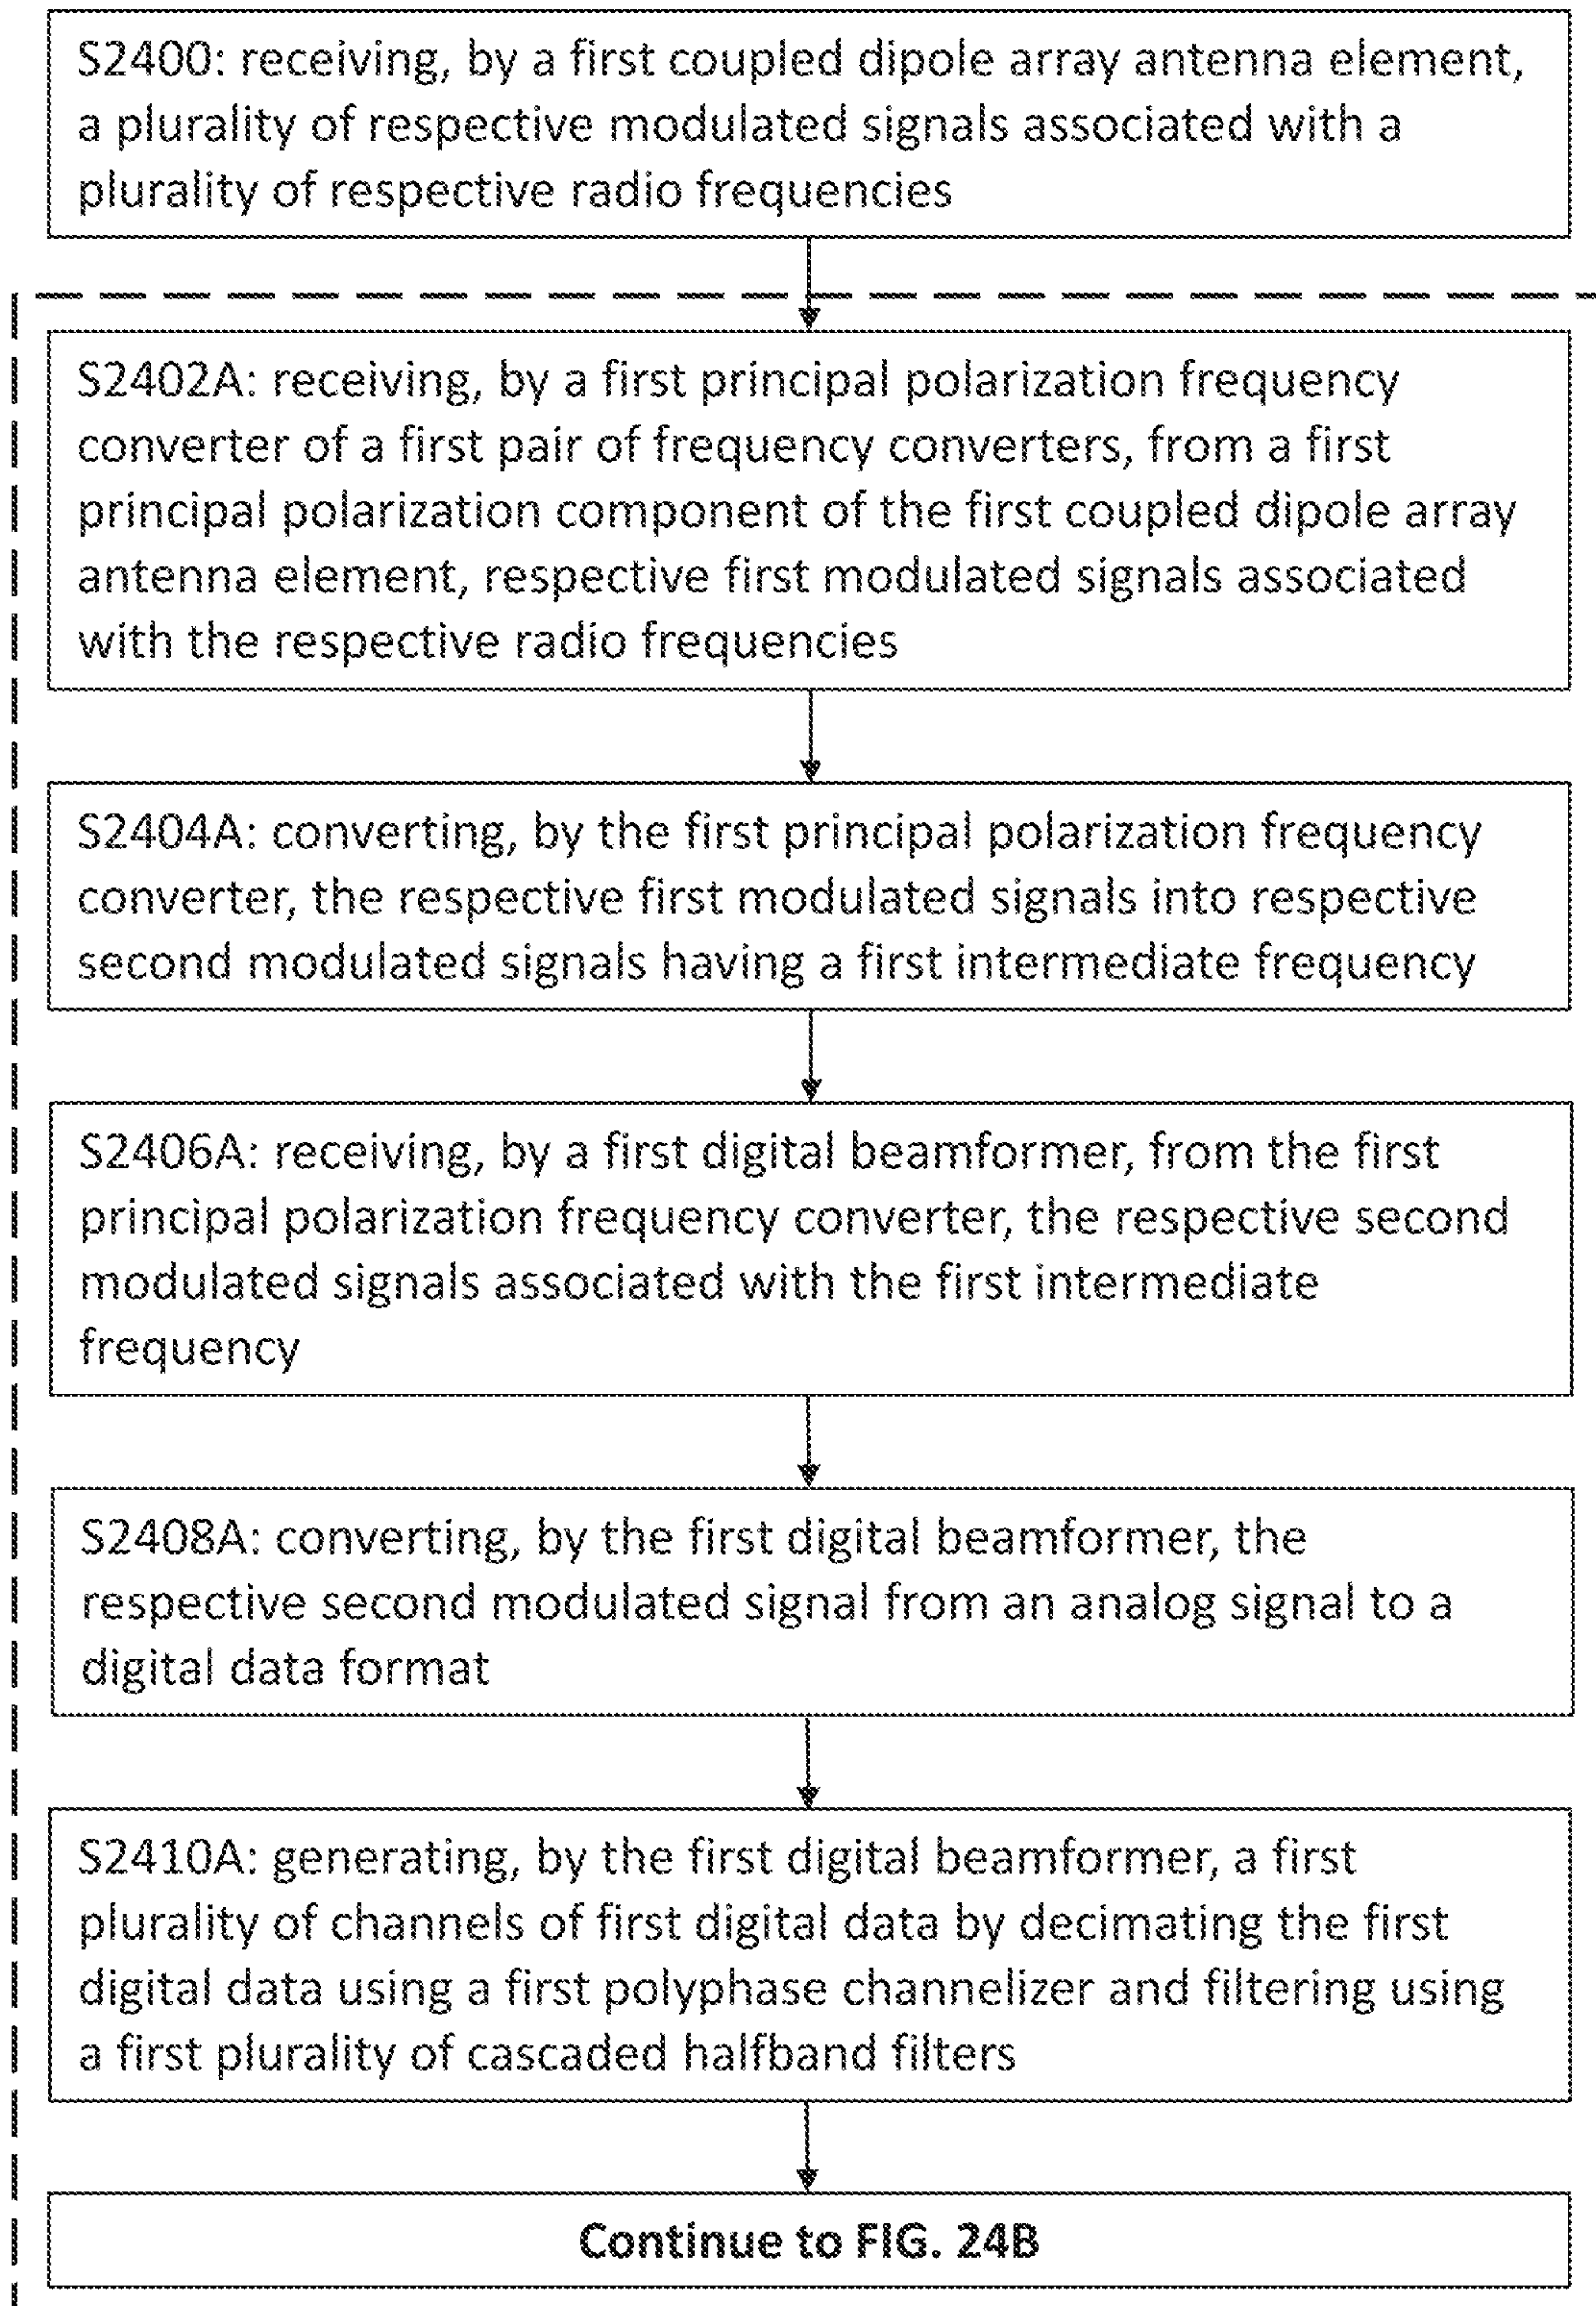 S2400: receiving, by a first coupled dipole array antenna element,
a plurality of respective modulated signals associated with a
plurality of respective radio frequencies
S2402A: receiving, by a first principal polarization frequency
converter of a first pair of frequency converters, from a first
principal polarization component of the first coupled dipole array
antenna element, respective first modulated signals associated
with the respective radio frequencies
S2404A: converting, by the first principal polarization frequency
converter, the respective first modulated signals into respective
second modulated signals having a first intermediate frequency
S2406A: receiving, by a first digital beamformer, from the first
principal polarization frequency converter, the respective second
modulated signals associated with the first intermediate
frequency
S2408A: converting, by the first digital beamformer, the
respective second modulated signal from an analog signal to a
digital data format
S2410A: generating, by the first digital beamformer, a first
plurality of channels of first digital data by decimating the first
digital data using a first polyphase channelizer and filtering using
a first plurality of cascaded halfband filters
Continue to FIG. 24B